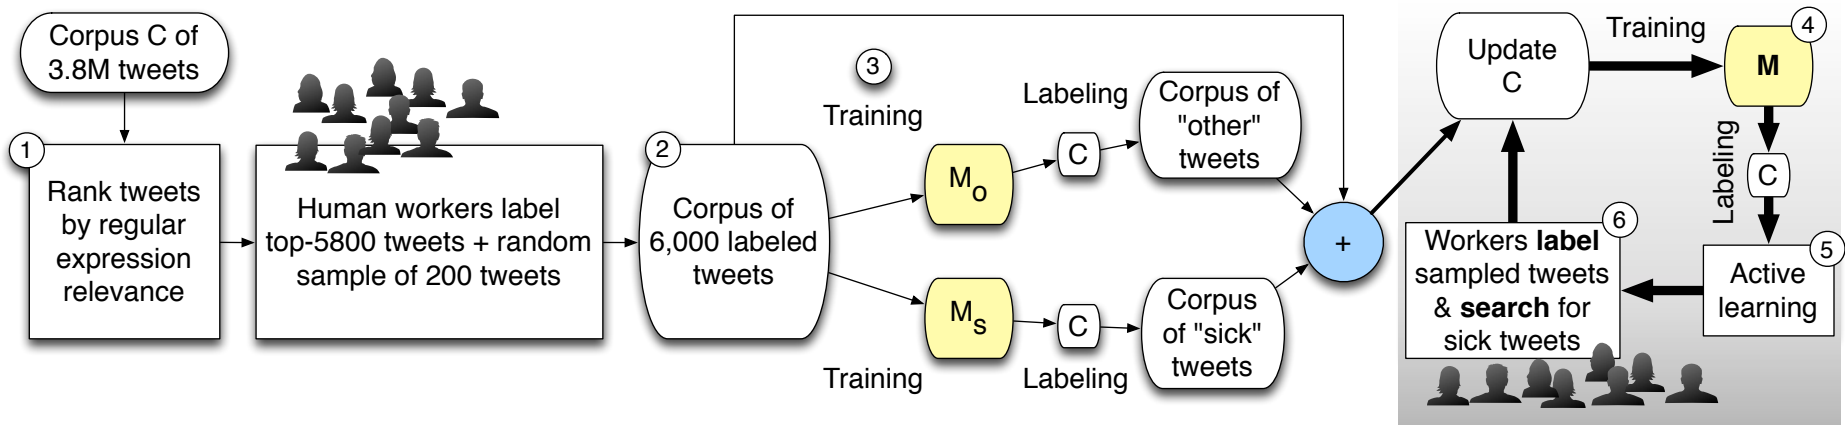 Corpus C of
3.8M tweets
1
Rank tweets
by regular
expression
relevance
Human workers label
top-5800 tweets + random
sample of 200 tweets
2
Corpus of
6,000 labeled
tweets
3
Training
Mo
Labeling
C
Corpus of
"other"
tweets
Ms
Training
C
Labeling
Corpus
of "sick"
tweets
+
Update
C
Training
4
M
Labeling
C
5
Active
learning
6
Workers label
sampled tweets
& search for
sick tweets